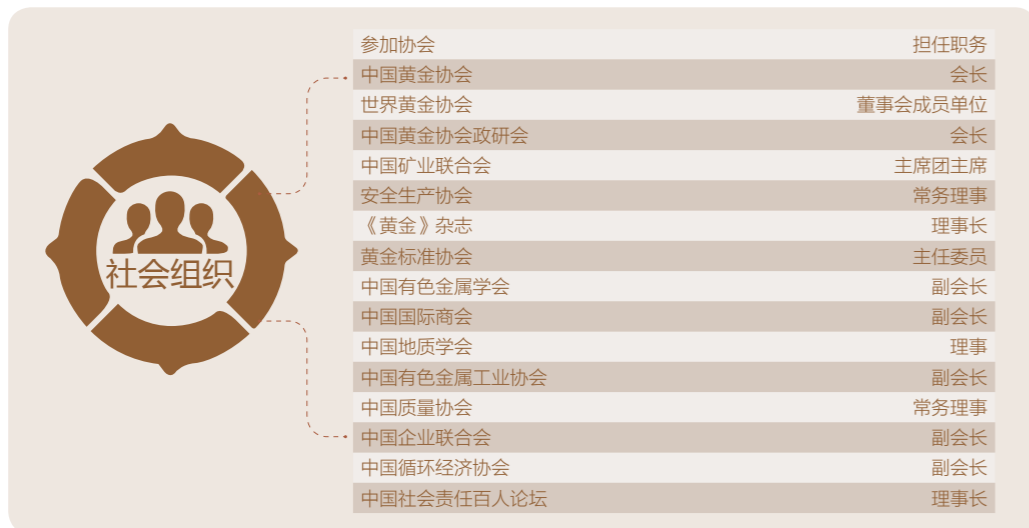 社会组织
参加协会 担任职务
中国黄金协会 会长
世界黄金协会 董事会成员单位
中国黄金协会政研会 会长
中国矿业联合会 主席团主席
安全生产协会 常务理事
《黄金》杂志 理事长
黄金标准协会 主任委员
中国有色金属学会 副会长
中国国际商会 副会长
中国地质学会 理事
中国有色金属工业协会 副会长
中国质量协会 常务理事
中国企业联合会 副会长
中国循环经济协会 副会长
中国社会责任百人论坛 理事长